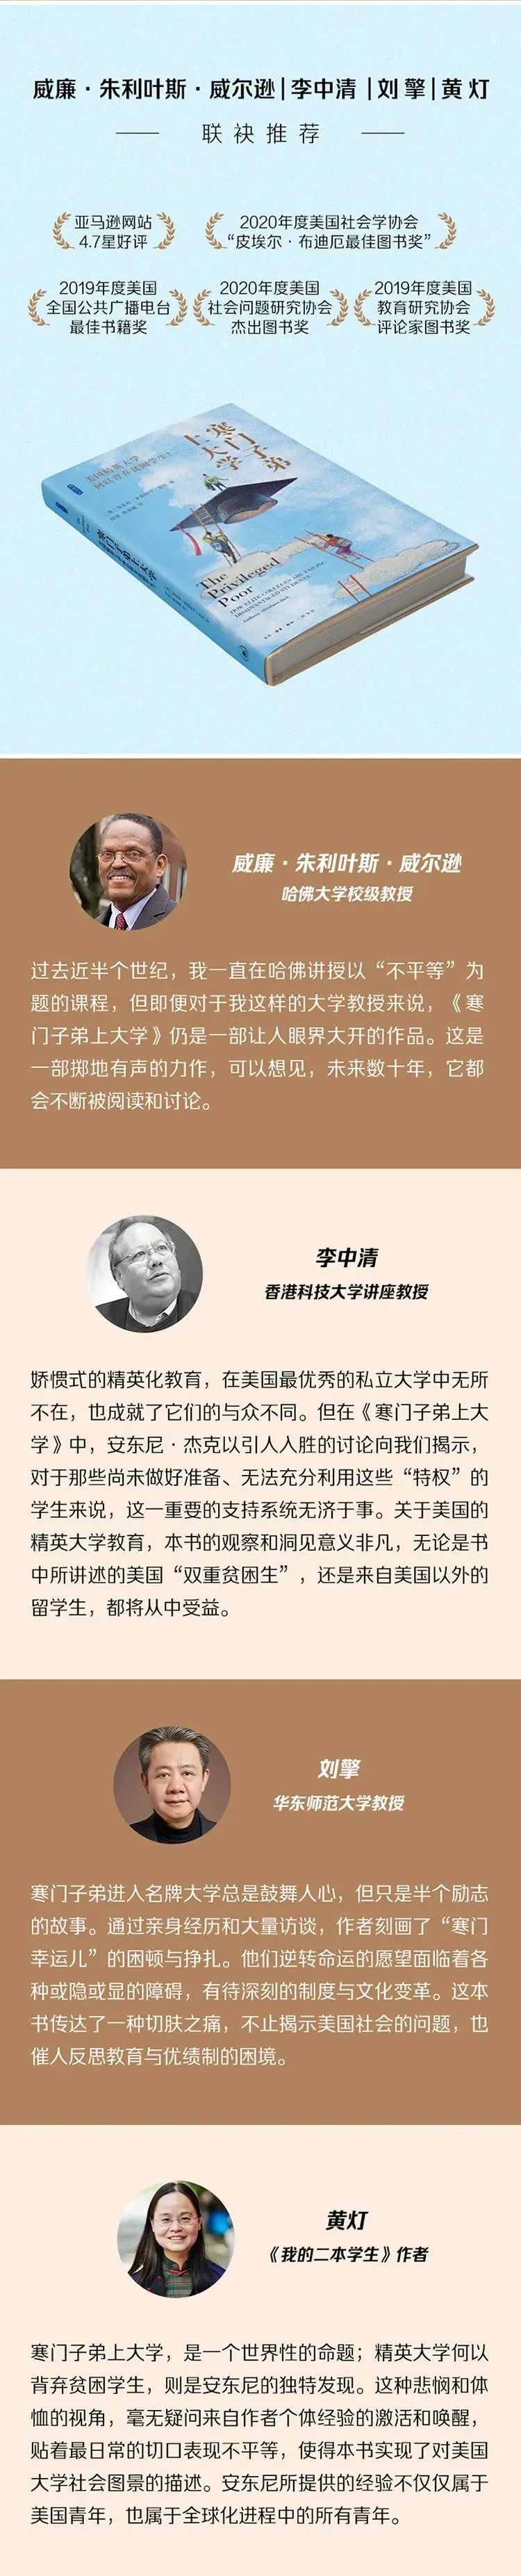 威廉·朱利叶斯·威尔逊|李中清|刘擎|黄灯
联袂推荐
亚马逊网站
4.7星好评
2020年度美国社会学协会
“皮埃尔·布迪厄最佳图书奖”
2019年度美国
全国公共广播电台
最佳书籍奖
2020年度美国
社会问题研究协会
杰出图书奖
2019年度美国
教育研究协会
评论家图书奖
寒门子弟
上大学
美国精英大学
何以背弃贫困学生?
The
Privileged
Poor
HOW ELITE COLLEGES ARE FAILING
DISADVANTAGED STUDENTS
Anthony Abraham Jack
寒门子弟上大学
威廉·朱利叶斯·威尔逊
哈佛大学校级教授
过去近半个世纪，我一直在哈佛讲授以“不平等”为
题的课程，但即便对于我这样的大学教授来说，《寒
门子弟上大学》仍是一部让人眼界大开的作品。这是
一部掷地有声的力作，可以想见，未来数十年，它都
会不断被阅读和讨论。
李中清
香港科技大学讲座教授
娇惯式的精英化教育，在美国最优秀的私立大学中无所
不在，也成就了它们的与众不同。但在《寒门子弟上大
学》中，安东尼·杰克以引人入胜的讨论向我们揭示，
对于那些尚未做好准备、无法充分利用这些“特权”的
学生来说，这一重要的支持系统无济于事。关于美国的
精英大学教育，本书的观察和洞见意义非凡，无论是书
中所讲述的美国“双重贫困生”，还是来自美国以外的
留学生，都将从中受益。
刘擎
华东师范大学教授
寒门子弟进入名牌大学总是鼓舞人心，但只是半个励志
的故事。通过亲身经历和大量访谈，作者刻画了“寒门
幸运儿”的困顿与挣扎。他们逆转命运的愿望面临着各
种或隐或显的障碍，有待深刻的制度与文化变革。这本
书传达了一种切肤之痛，不止揭示美国社会的问题，也
催人反思教育与优绩制的困境。
黄灯
《我的二本学生》作者
寒门子弟上大学，是一个世界性的命题；精英大学何以
背弃贫困学生，则是安东尼的独特发现。这种悲悯和体
恤的视角，毫无疑问来自作者个体经验的激活和唤醒，
贴着最日常的切口表现不平等，使得本书实现了对美国
大学社会图景的描述。安东尼所提供的经验不仅仅属于
美国青年，也属于全球化进程中的所有青年。